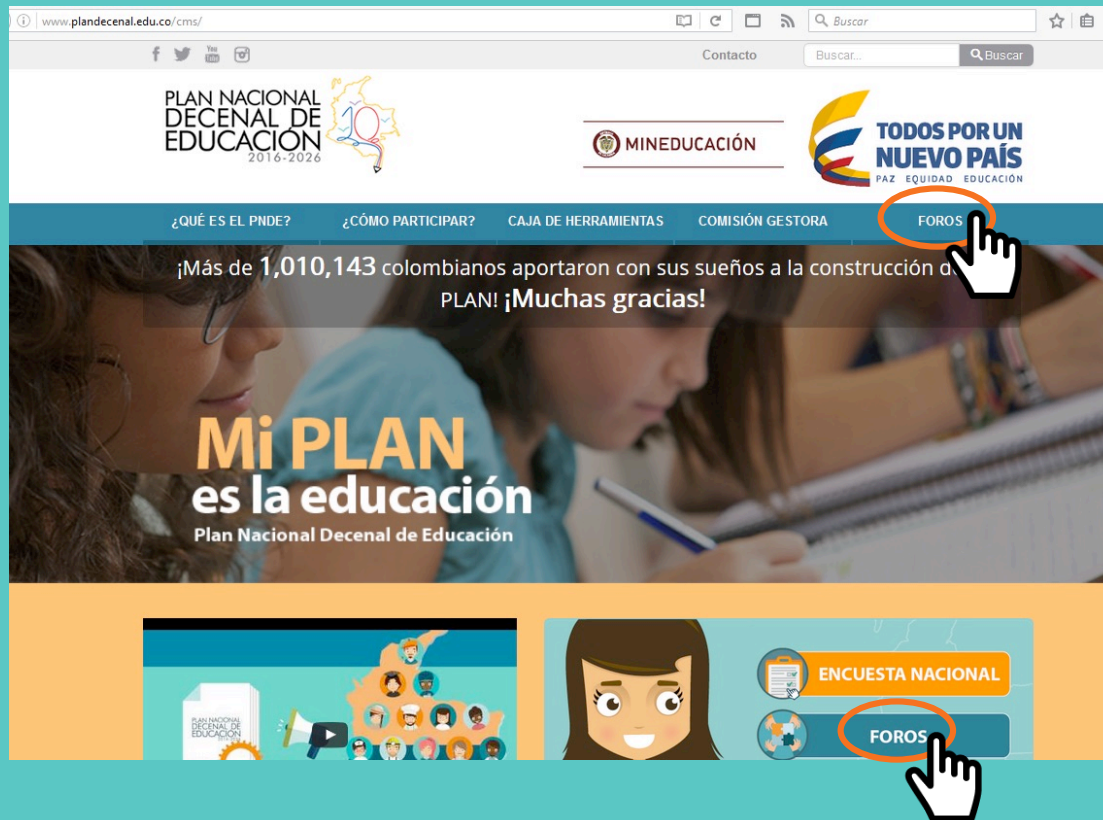 www.plandecenal.edu.co/cms/
Buscar
You
Tube
Contacto
Buscar...
Buscar
PLAN NACIONAL
DECENAL DE
EDUCACIÓN
2016-2026
10
MINEDUCACIÓN
TODOS POR UN
NUEVO PAÍS
PAZ EQUIDAD EDUCACIÓN
¿QUÉ ES EL PNDE?
¿CÓMO PARTICIPAR?
CAJA DE HERRAMIENTAS
COMISIÓN GESTORA
FOROS
¡Más de 1,010,143 colombianos aportaron con sus sueños a la construcción
PLAN! ¡Muchas gracias!
Mi PLAN
es la educación
Plan Nacional Decenal de Educación
PLAN NACIONAL
DECENAL DE
EDUCACIÓN
ENCUESTA NACIONAL
FOROS